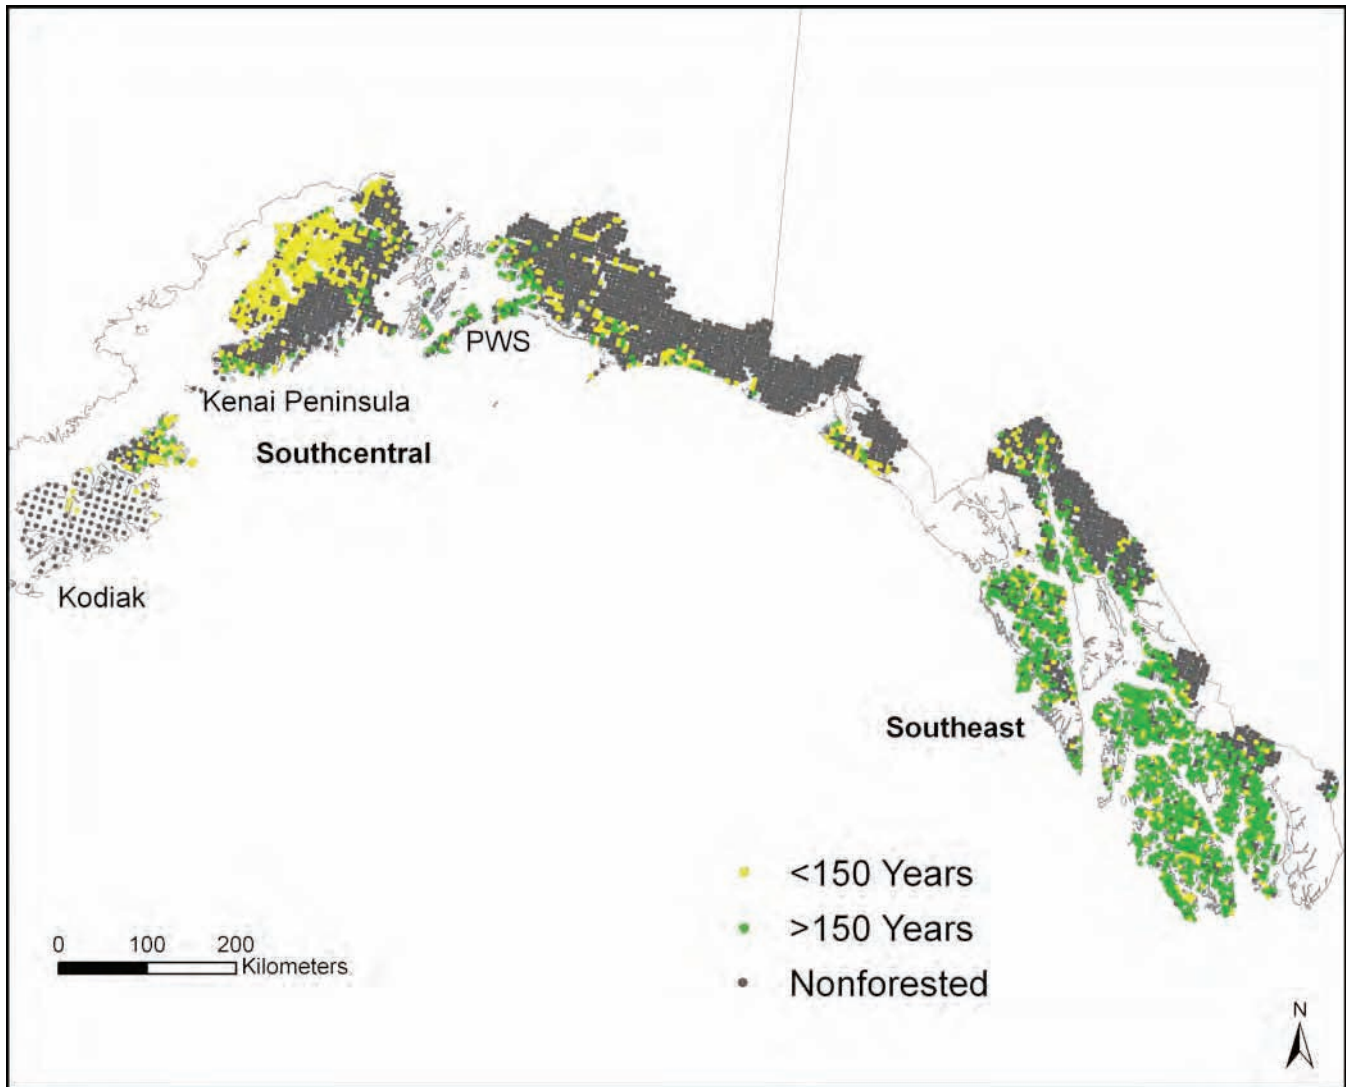 PWS
Kenai Peninsula
Southcentral
Kodiak
Southeast
<150 Years
>150 Years
Nonforested
0 100 200
Kilometers
N